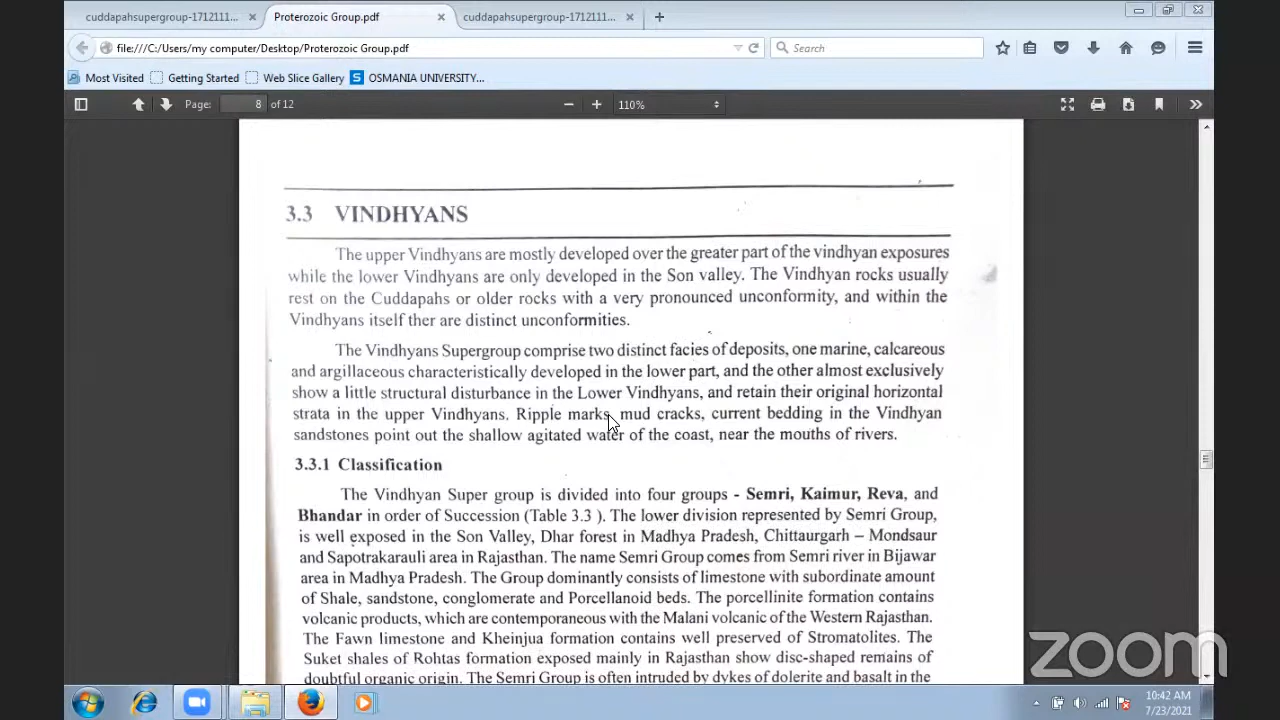 cuddapahsupergroup-1712111...
Proterozoic Group.pdf
cuddapahsupergroup-1712111...
file:///C:/Users/my computer/Desktop/Proterozoic Group.pdf
Search
Most Visited
Getting Started
Web Slice Gallery
S OSMANIA UNIVERSITY...
Page: 8 of 12
110%
3.3 VINDHYANS
The upper Vindhyans are mostly developed over the greater part of the vindhyan exposures
while the lower Vindhyans are only developed in the Son valley. The Vindhyan rocks usually
rest on the Cuddapahs or older rocks with a very pronounced unconformity, and within the
Vindhyans itself ther are distinct unconformities.
The Vindhyans Supergroup comprise two distinct facies of deposits, one marine, calcareous
and argillaceous characteristically developed in the lower part, and the other almost exclusively
show a little structural disturbance in the Lower Vindhyans, and retain their original horizontal
strata in the upper Vindhyans. Ripple marks, mud cracks, current bedding in the Vindhyan
sandstones point out the shallow agitated water of the coast, near the mouths of rivers.
3.3.1 Classification
The Vindhyan Super group is divided into four groups - Semri, Kaimur, Reva, and
Bhandar in order of Succession (Table 3.3 ). The lower division represented by Semri Group,
is well exposed in the Son Valley, Dhar forest in Madhya Pradesh, Chittaurgarh – Mondsaur
and Sapotrakarauli area in Rajasthan. The name Semri Group comes from Semri river in Bijawar
area in Madhya Pradesh. The Group dominantly consists of limestone with subordinate amount
of Shale, sandstone, conglomerate and Porcellanoid beds. The porcellinite formation contains
volcanic products, which are contemporaneous with the Malani volcanic of the Western Rajasthan.
The Fawn limestone and Kheinjua formation contains well preserved of Stromatolites. The
Suket shales of Rohtas formation exposed mainly in Rajasthan show disc-shaped remains of
doubtful organic origin. The Semri Group is often intruded by dykes of dolerite and basalt in the
zoom
10:42 AM
7/23/2021